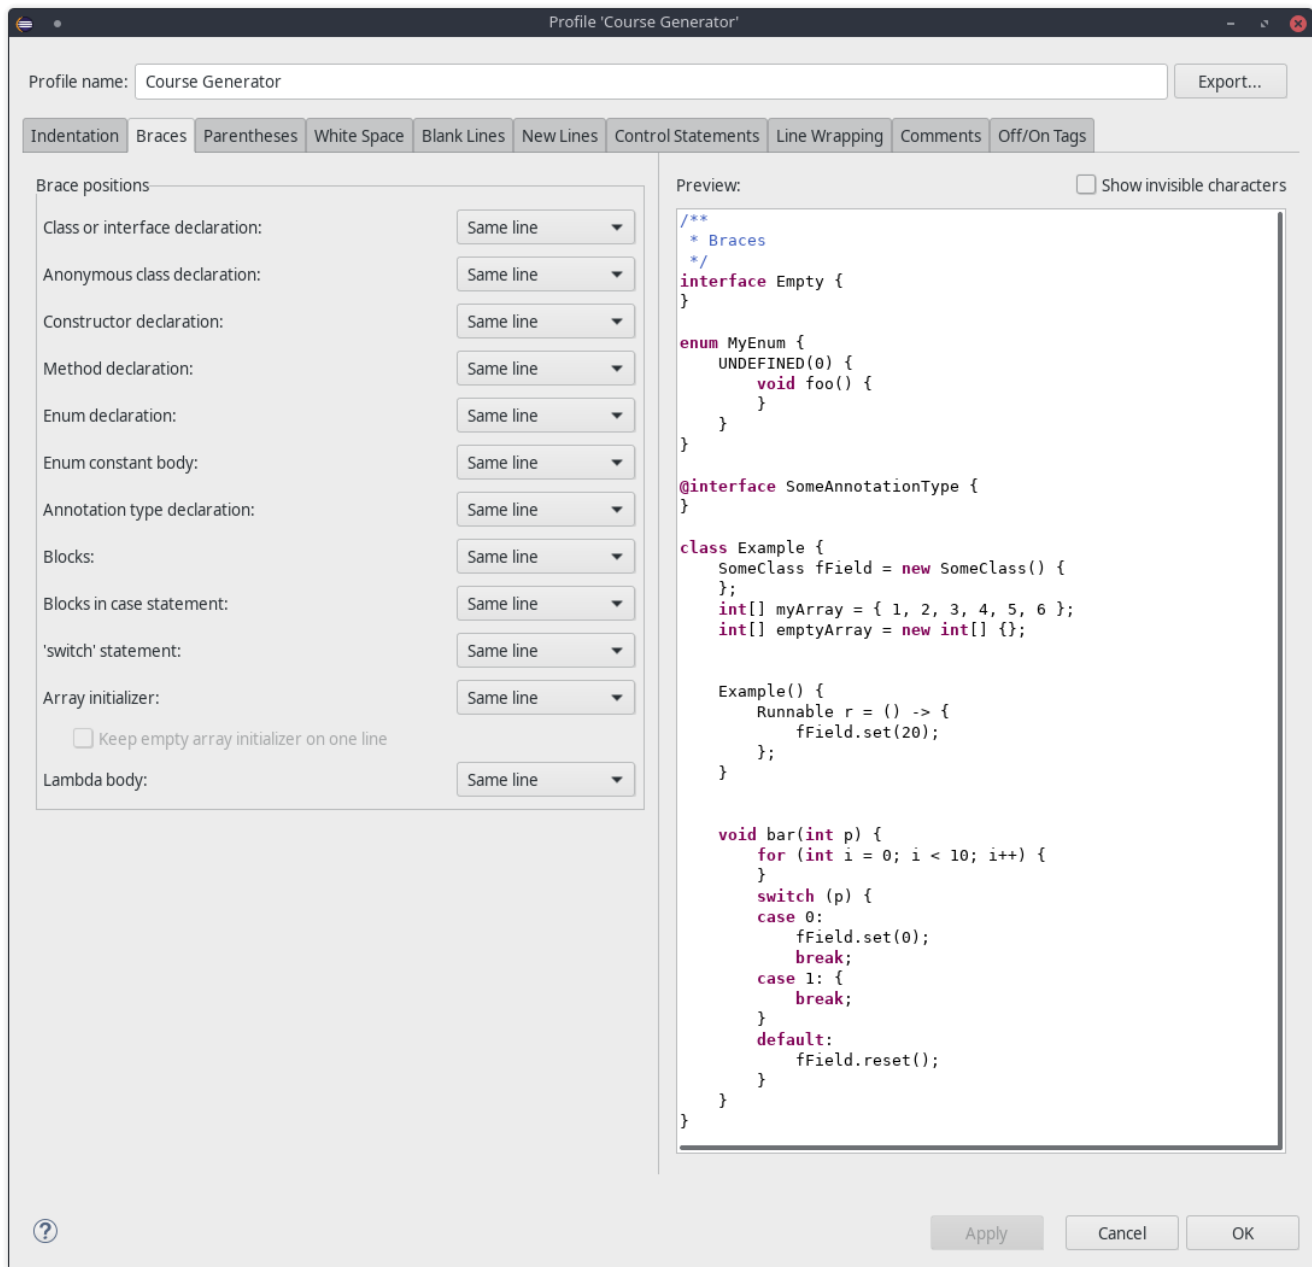 Profile 'Course Generator'
Profile name: Course Generator Export...
Indentation Braces Parentheses White Space Blank Lines New Lines Control Statements Line Wrapping Comments Off/On Tags
Brace positions
Class or interface declaration: Same line
Anonymous class declaration: Same line
Constructor declaration: Same line
Method declaration: Same line
Enum declaration: Same line
Enum constant body: Same line
Annotation type declaration: Same line
Blocks: Same line
Blocks in case statement: Same line
'switch' statement: Same line
Array initializer: Same line
Keep empty array initializer on one line
Lambda body: Same line
Preview: Show invisible characters
/**
 * Braces
 */
interface Empty {
}

enum MyEnum {
    UNDEFINED(0) {
        void foo() {
        }
    }
}

@interface SomeAnnotationType {
}

class Example {
    SomeClass fField = new SomeClass() {
    };
    int[] myArray = { 1, 2, 3, 4, 5, 6 };
    int[] emptyArray = new int[] {};


    Example() {
        Runnable r = () -> {
            fField.set(20);
        };
    }


    void bar(int p) {
        for (int i = 0; i < 10; i++) {
        }
        switch (p) {
        case 0:
            fField.set(0);
            break;
        case 1: {
            break;
        }
        default:
            fField.reset();
        }
    }
}
? Apply Cancel OK